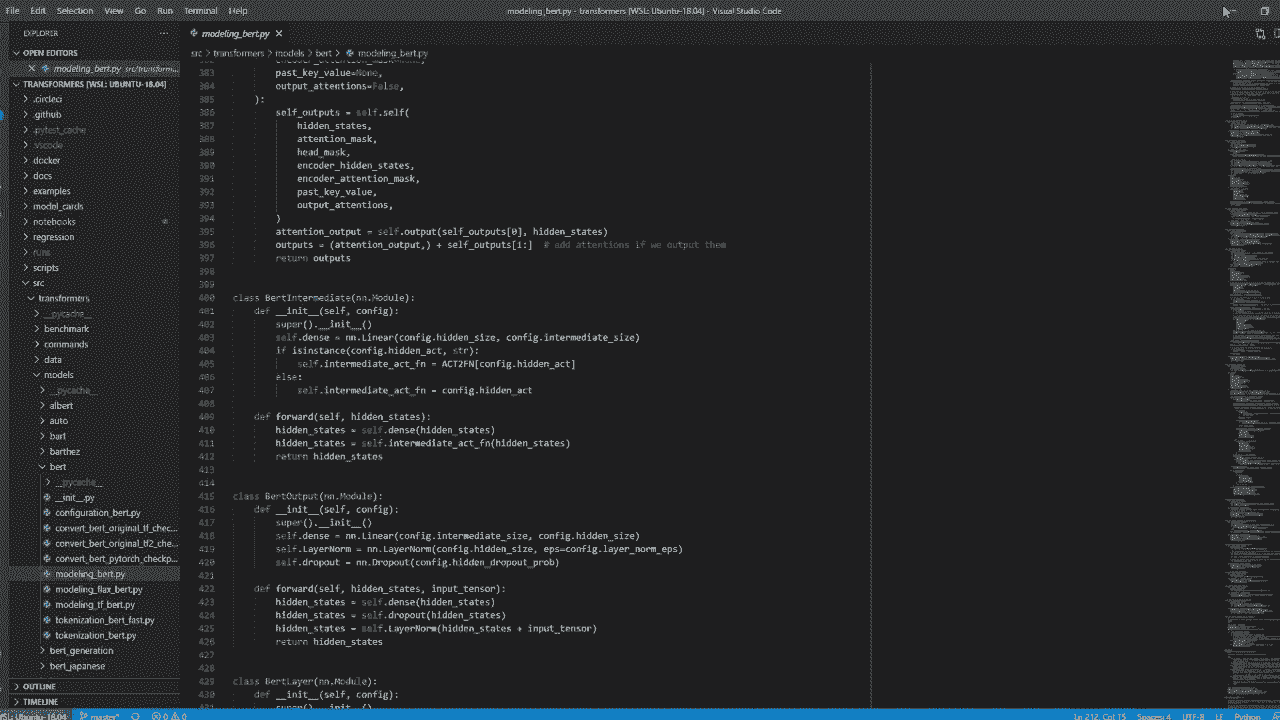 File Edit Selection View Go Run Terminal Help
modeling_bert.py - transformers [WSL: Ubuntu-18.04] - Visual Studio Code
EXPLORER
OPEN EDITORS
modeling_bert.py src/transform...
TRANSFORMERS [WSL: UBUNTU-18.04]
.circleci
.github
.pytest_cache
.vscode
docker
docs
examples
model_cards
notebooks
regression
runs
scripts
src
transformers
__pycache__
benchmark
commands
data
models
__pycache__
albert
auto
bart
barthez
bert
__pycache__
__init__.py
configuration_bert.py
convert_bert_original_tf_chec...
convert_bert_original_tf2_che...
convert_bert_pytorch_checkp...
modeling_bert.py
modeling_flax_bert.py
modeling_tf_bert.py
tokenization_bert_fast.py
tokenization_bert.py
bert_generation
bert_japanese
OUTLINE
TIMELINE
modeling_bert.py
src > transformers > models > bert > modeling_bert.py
383 past_key_value=None,
384 output_attentions=False,
385 ):
386 self_outputs = self.self(
387 hidden_states,
388 attention_mask,
389 head_mask,
390 encoder_hidden_states,
391 encoder_attention_mask,
392 past_key_value,
393 output_attentions,
394 )
395 attention_output = self.output(self_outputs[0], hidden_states)
396 outputs = (attention_output,) + self_outputs[1:] # add attentions if we output them
397 return outputs
398
399
400 class BertIntermediate(nn.Module):
401 def __init__(self, config):
402 super().__init__()
403 self.dense = nn.Linear(config.hidden_size, config.intermediate_size)
404 if isinstance(config.hidden_act, str):
405 self.intermediate_act_fn = ACT2FN[config.hidden_act]
406 else:
407 self.intermediate_act_fn = config.hidden_act
408
409 def forward(self, hidden_states):
410 hidden_states = self.dense(hidden_states)
411 hidden_states = self.intermediate_act_fn(hidden_states)
412 return hidden_states
413
414
415 class BertOutput(nn.Module):
416 def __init__(self, config):
417 super().__init__()
418 self.dense = nn.Linear(config.intermediate_size, config.hidden_size)
419 self.LayerNorm = nn.LayerNorm(config.hidden_size, eps=config.layer_norm_eps)
420 self.dropout = nn.Dropout(config.hidden_dropout_prob)
421
422 def forward(self, hidden_states, input_tensor):
423 hidden_states = self.dense(hidden_states)
424 hidden_states = self.dropout(hidden_states)
425 hidden_states = self.LayerNorm(hidden_states + input_tensor)
426 return hidden_states
427
428
429 class BertLayer(nn.Module):
430 def __init__(self, config):
WSL: Ubuntu-18.04 master* 0 0 Ln 212, Col 15 Spaces: 4 UTF-8 LF Python